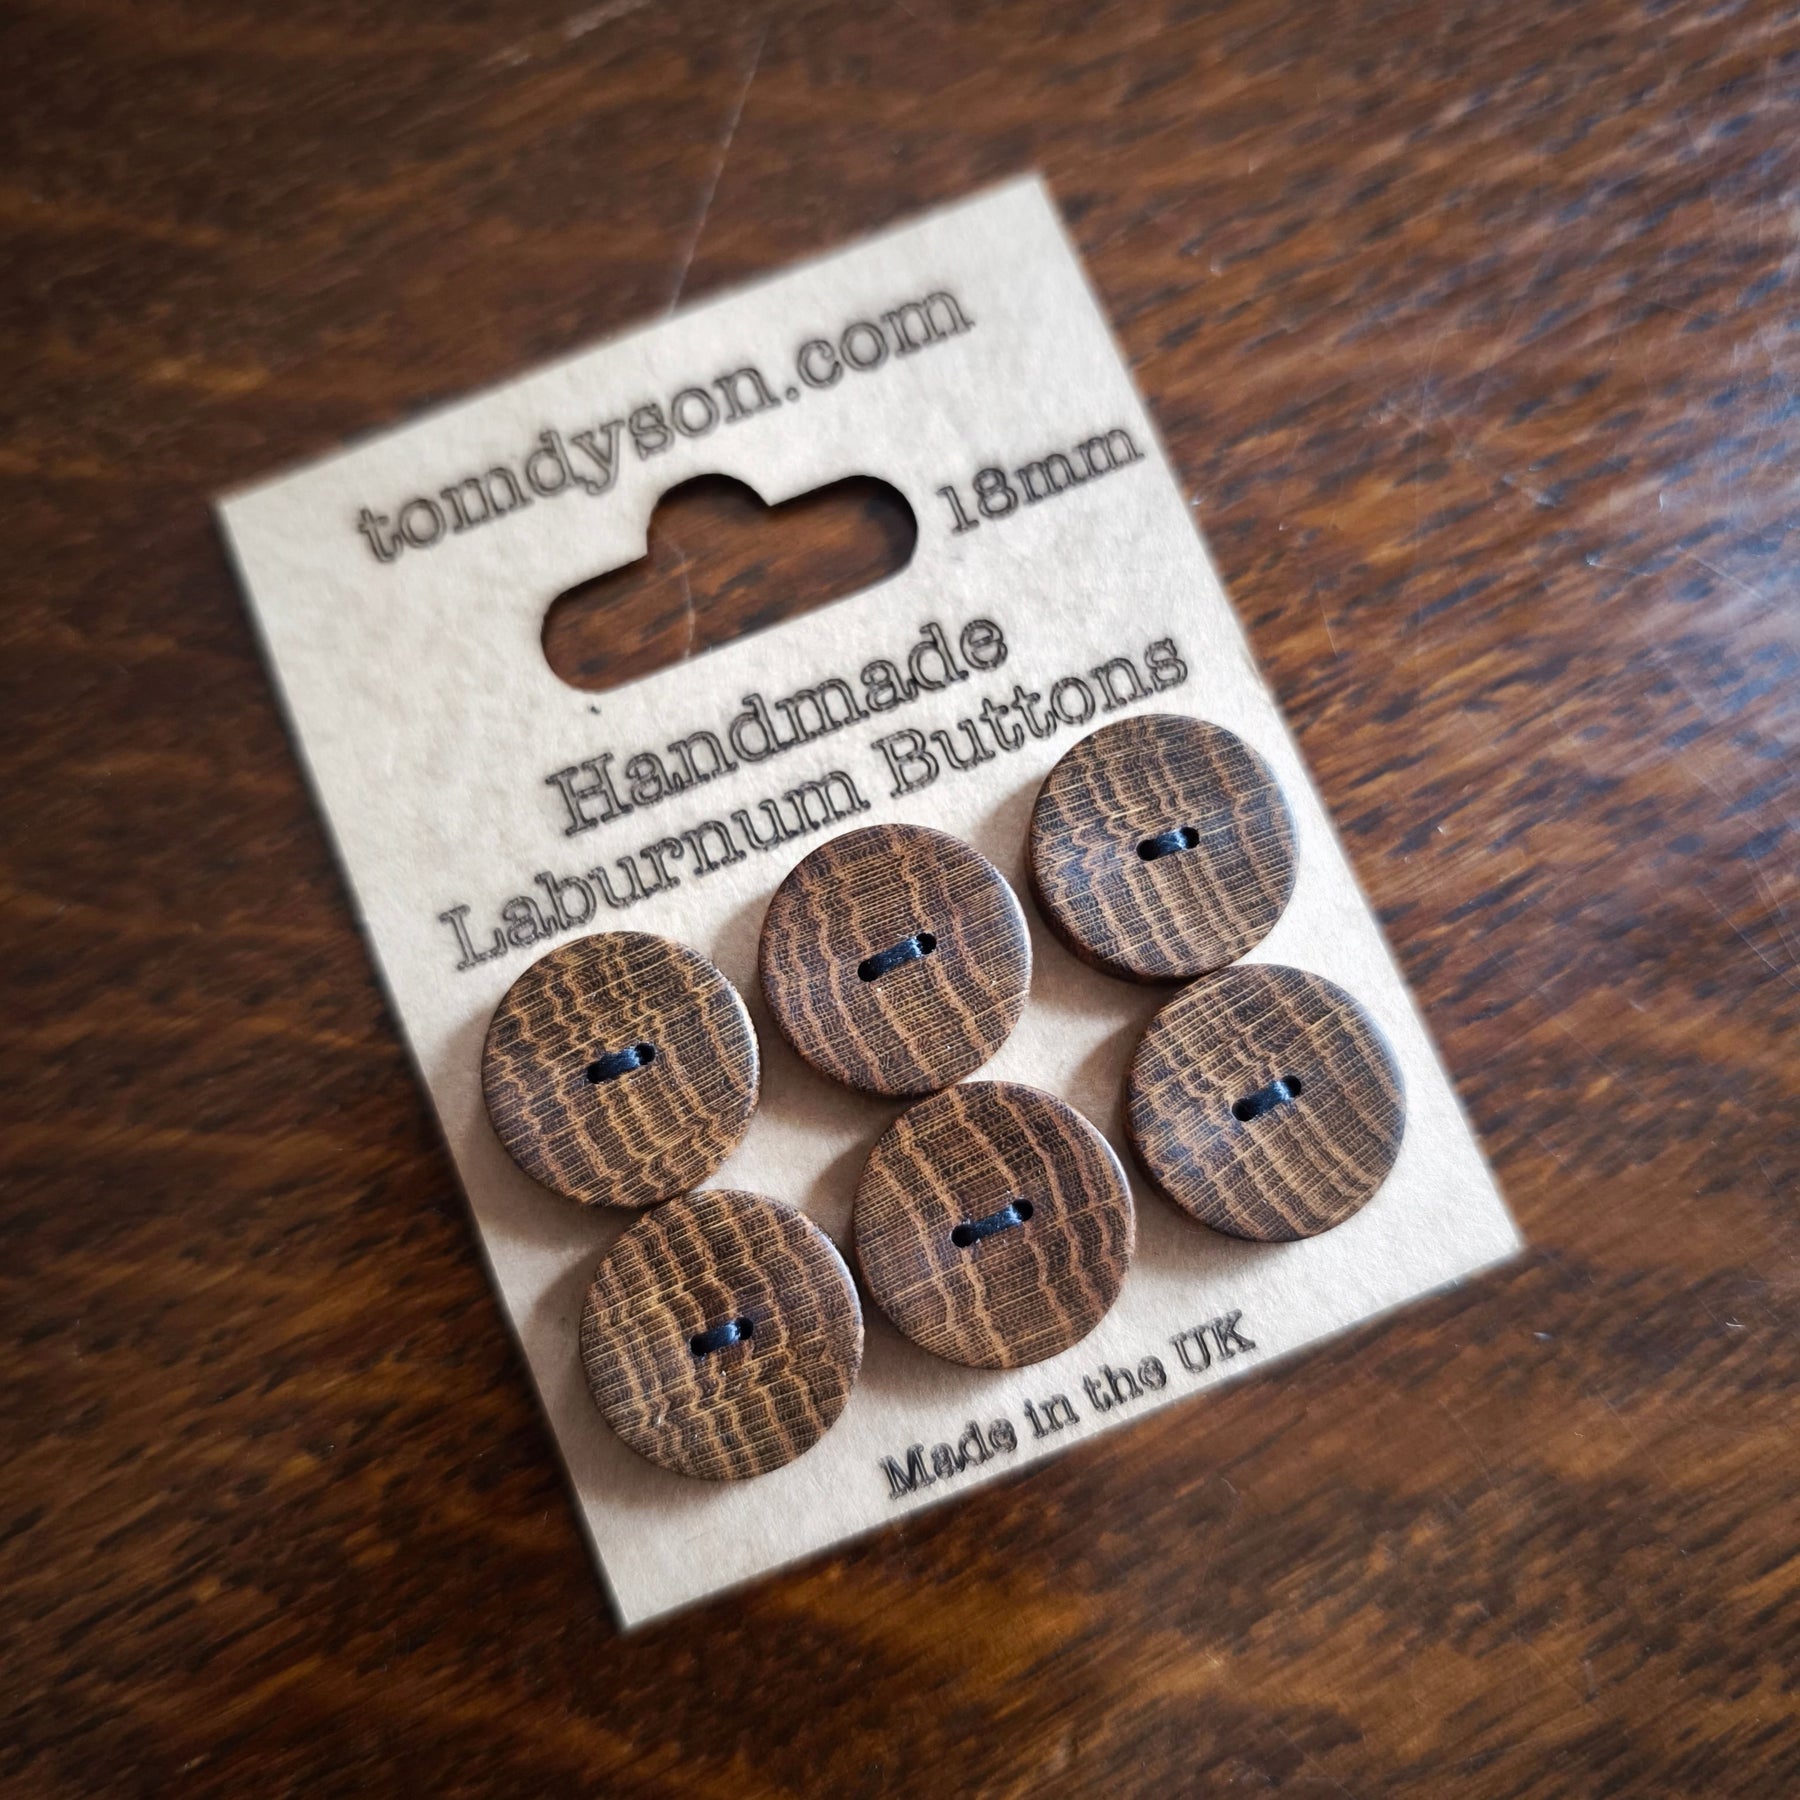 tomdyson.com
18mm
Handmade
Laburnum Buttons
Made in the UK